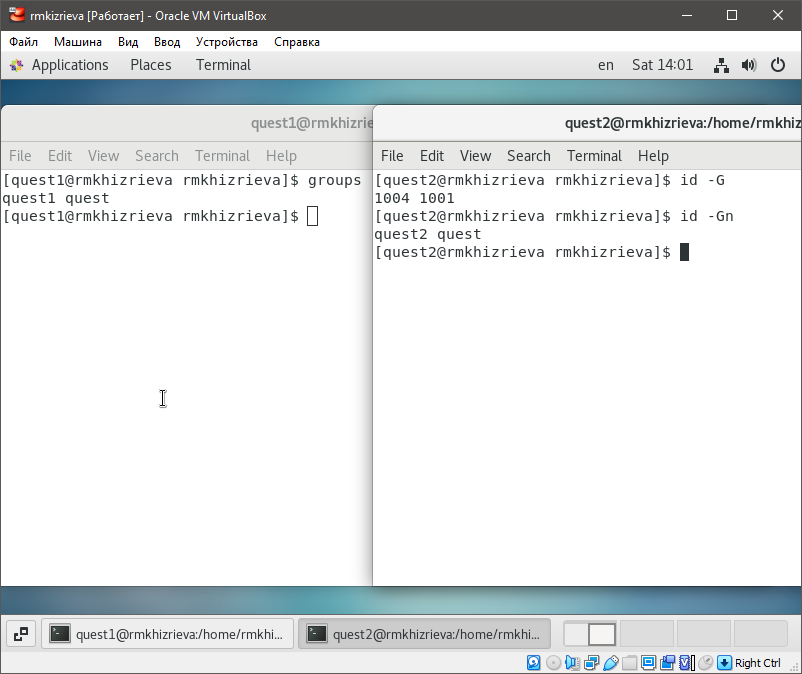 rmkizrieva [Работает] - Oracle VM VirtualBox
Файл Машина Вид Ввод Устройства Справка
Applications Places Terminal en Sat 14:01
quest1@rmkhizrie
File Edit View Search Terminal Help
[quest1@rmkhizrieva rmkhizrieva]$ groups
quest1 quest
[quest1@rmkhizrieva rmkhizrieva]$
quest2@rmkhizrieva:/home/rmkhiz
File Edit View Search Terminal Help
[quest2@rmkhizrieva rmkhizrieva]$ id -G
1004 1001
[quest2@rmkhizrieva rmkhizrieva]$ id -Gn
quest2 quest
[quest2@rmkhizrieva rmkhizrieva]$
quest1@rmkhizrieva:/home/rmkhi... quest2@rmkhizrieva:/home/rmkhi...
Right Ctrl